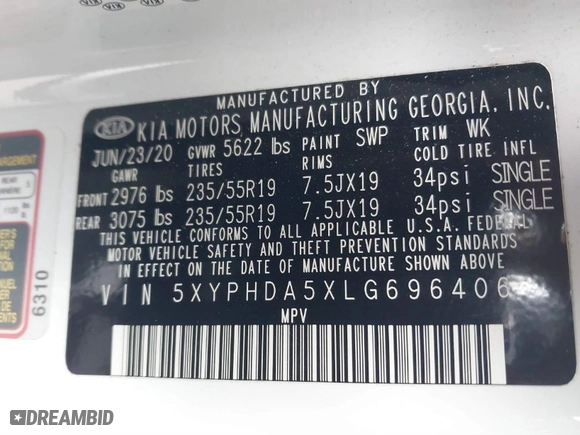 MANUFACTURED BY
KIA KIA MOTORS MANUFACTURING GEORGIA, INC.
JUN/23/20 GVWR 5622 lbs PAINT SWP TRIM WK
GAWR TIRES RIMS COLD TIRE INFL
FRONT 2976 lbs 235/55R19 7.5JX19 34psi SINGLE
REAR 3075 lbs 235/55R19 7.5JX19 34psi SINGLE
THIS VEHICLE CONFORMS TO ALL APPLICABLE U.S.A. FEDERAL
MOTOR VEHICLE SAFETY AND THEFT PREVENTION STANDARDS
IN EFFECT ON THE DATE OF MANUFACTURE SHOWN ABOVE.
VIN 5XYPHDA5XLG696406
MPV
6310
REAR
DREAMBID